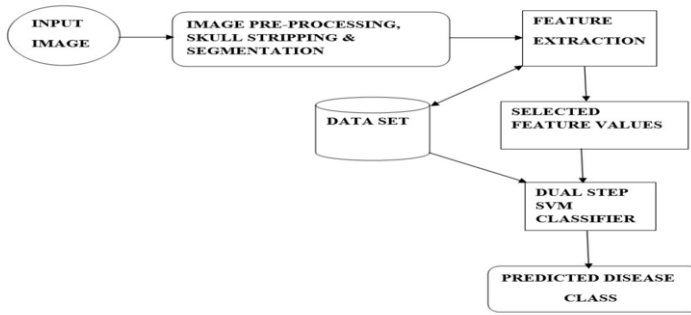 INPUT
IMAGE
IMAGE PRE-PROCESSING,
SKULL STRIPPING &
SEGMENTATION
FEATURE
EXTRACTION
DATA SET
SELECTED
FEATURE VALUES
DUAL STEP
SVM
CLASSIFIER
PREDICTED DISEASE
CLASS